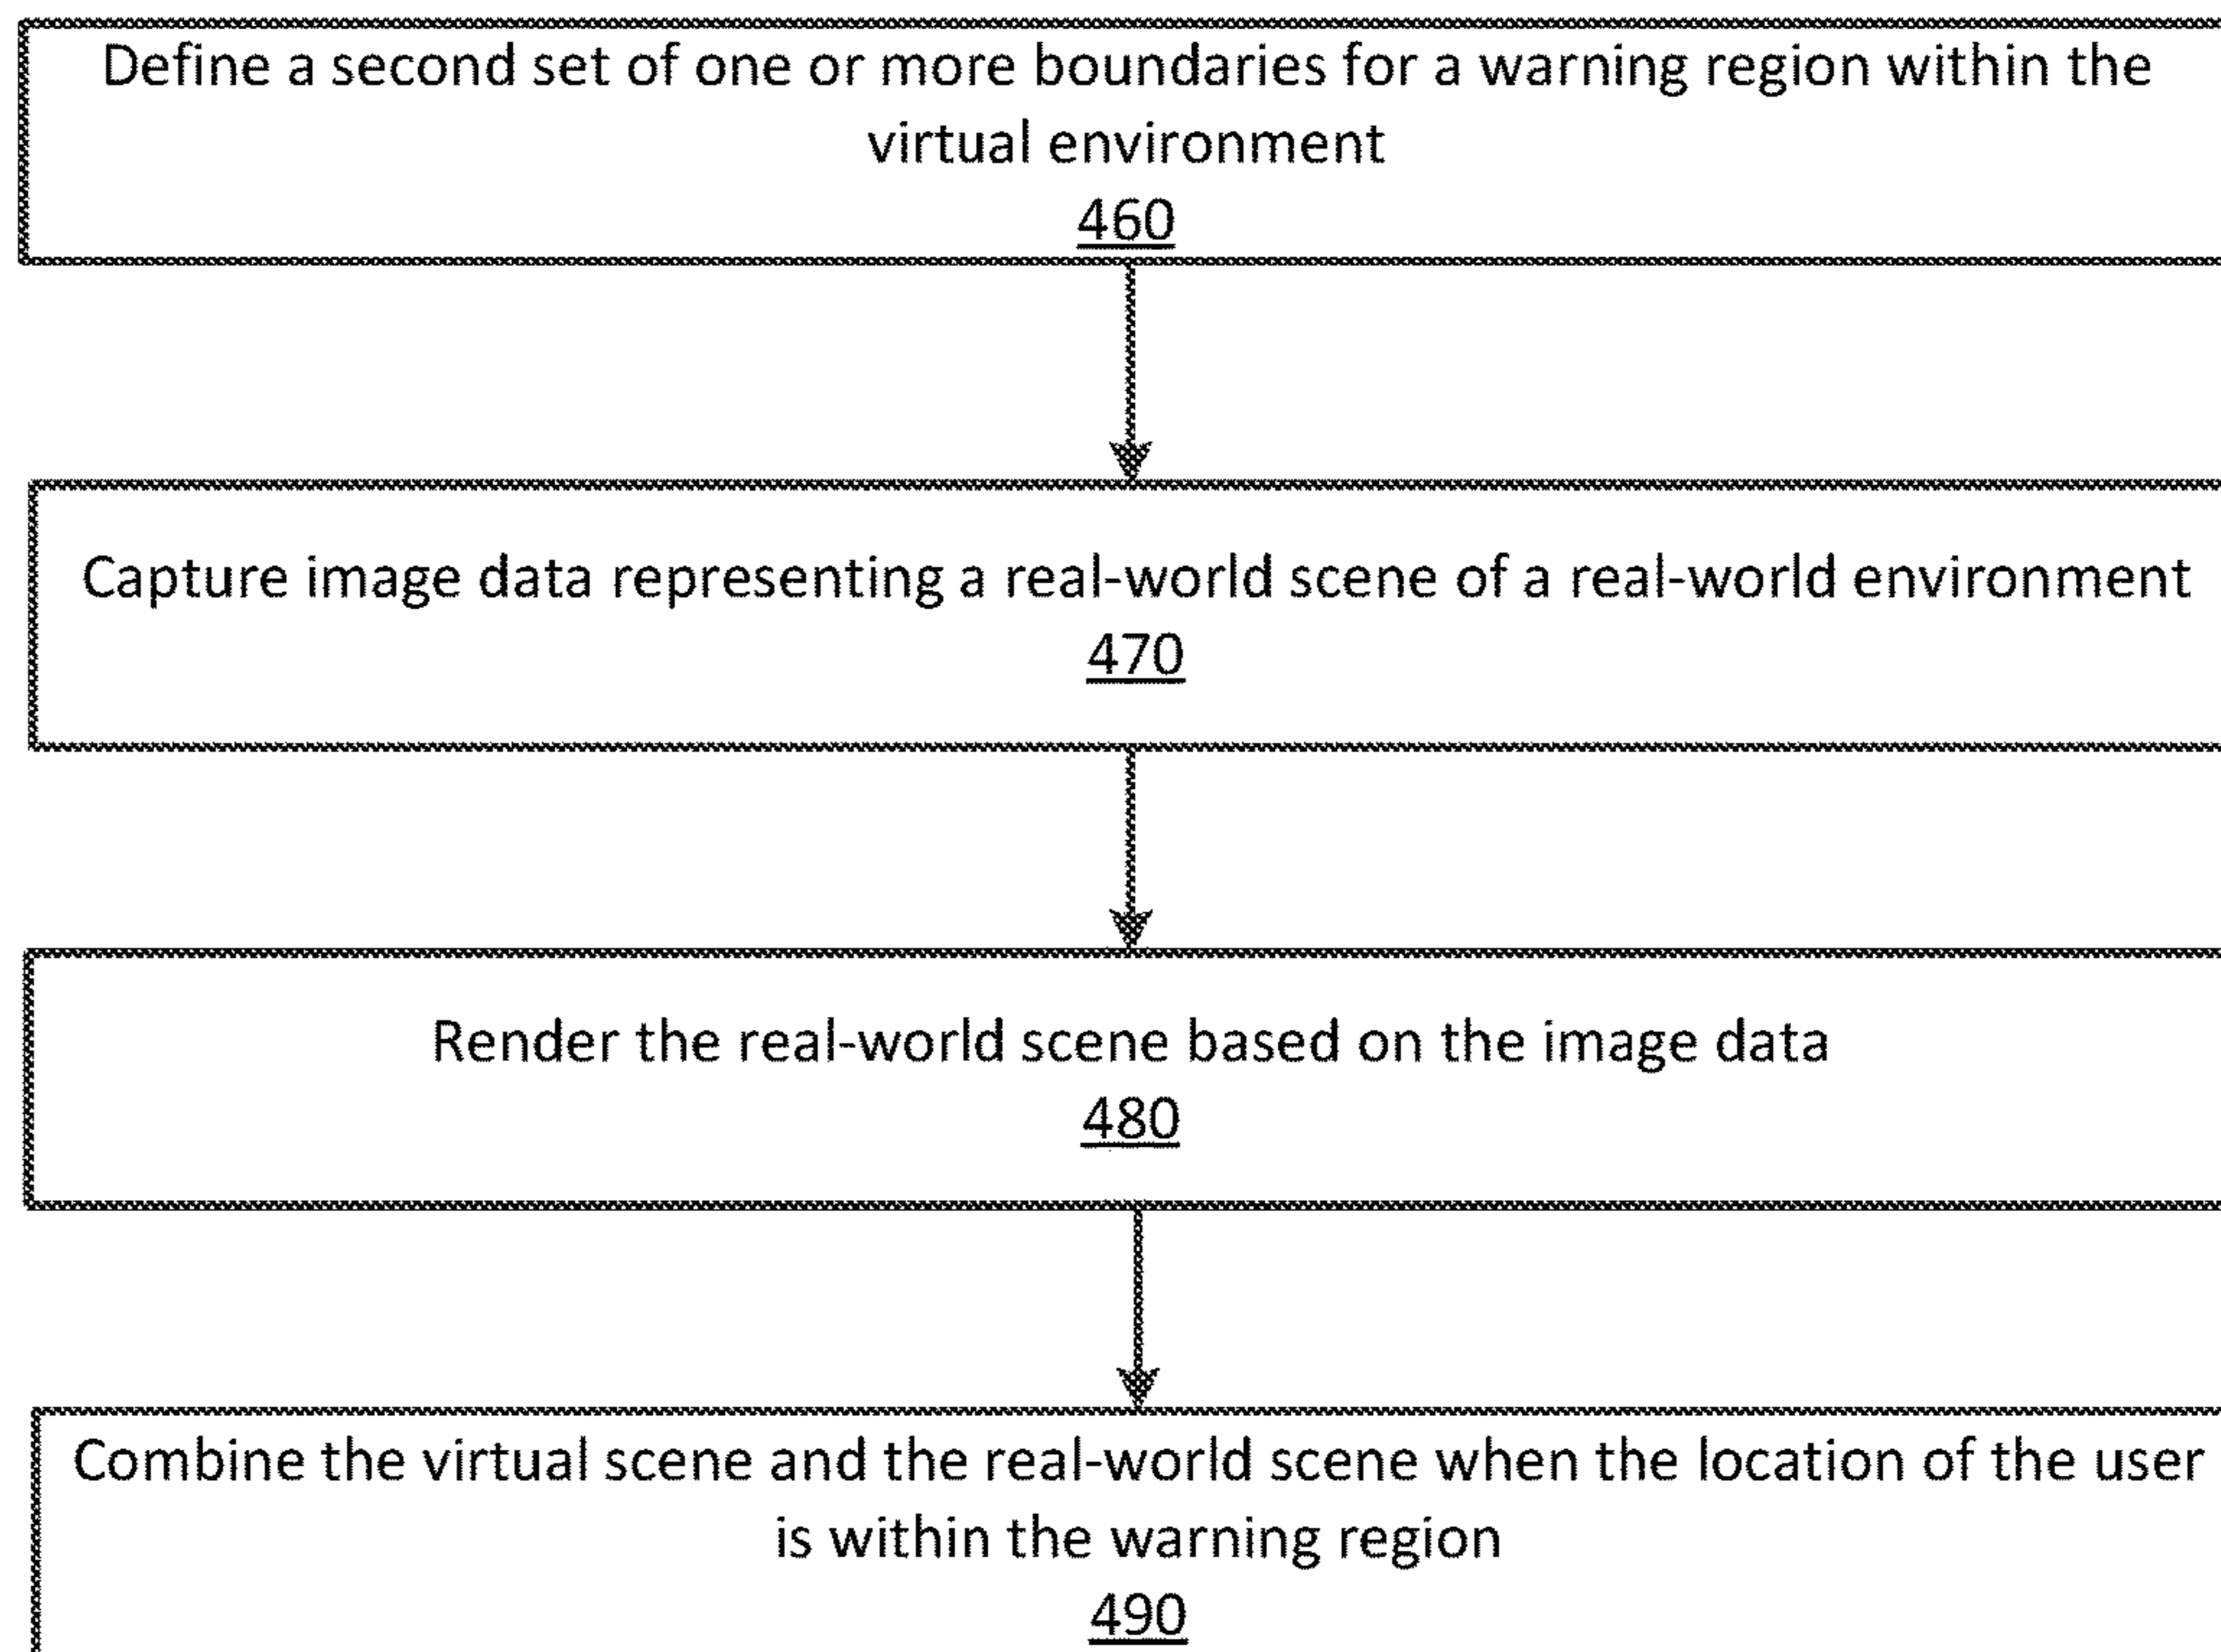 Define a second set of one or more boundaries for a warning region within the
virtual environment
460
Capture image data representing a real-world scene of a real-world environment
470
Render the real-world scene based on the image data
480
Combine the virtual scene and the real-world scene when the location of the user
is within the warning region
490